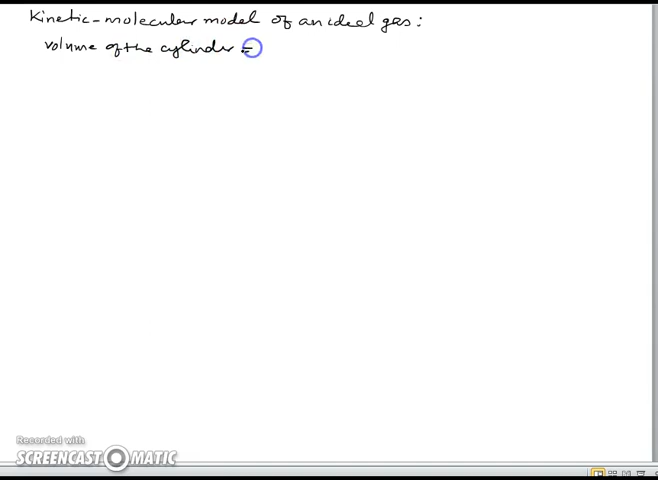 Kinetic-molecular model of an ideal gas:
volume of the cylinder =
Recorded with
SCREENCAST MATIC